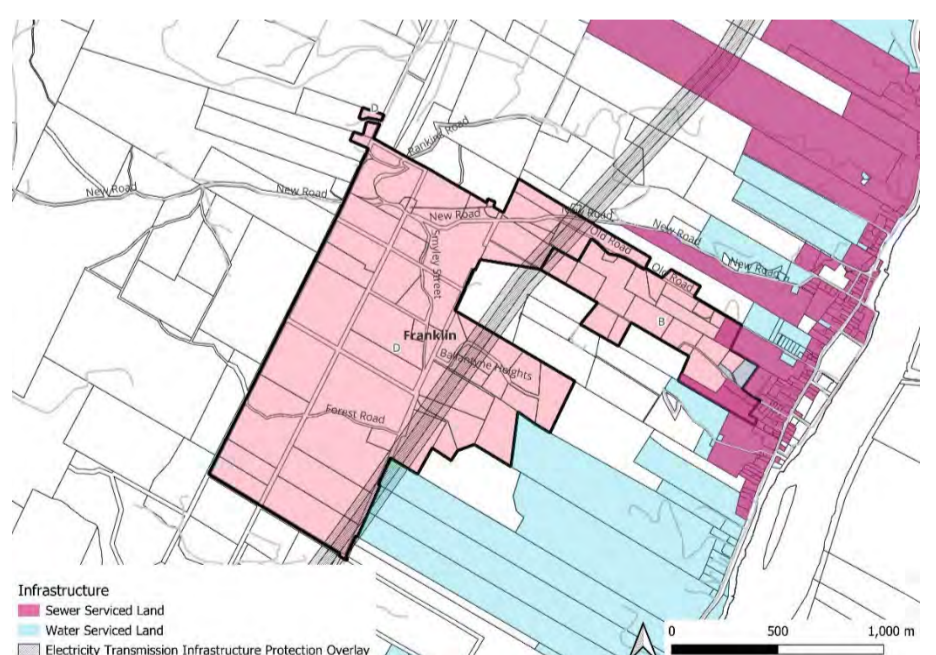 D
Rankins Road
New Road
New Road
New Road
New Road
Old Road
New Road
Old Road
New Road
Smyley Street
B
Franklin
D
Ballantyne Heights
Forest Road
Infrastructure
Sewer Serviced Land
Water Serviced Land
Electricity Transmission Infrastructure Protection Overlay
0 500 1,000 m